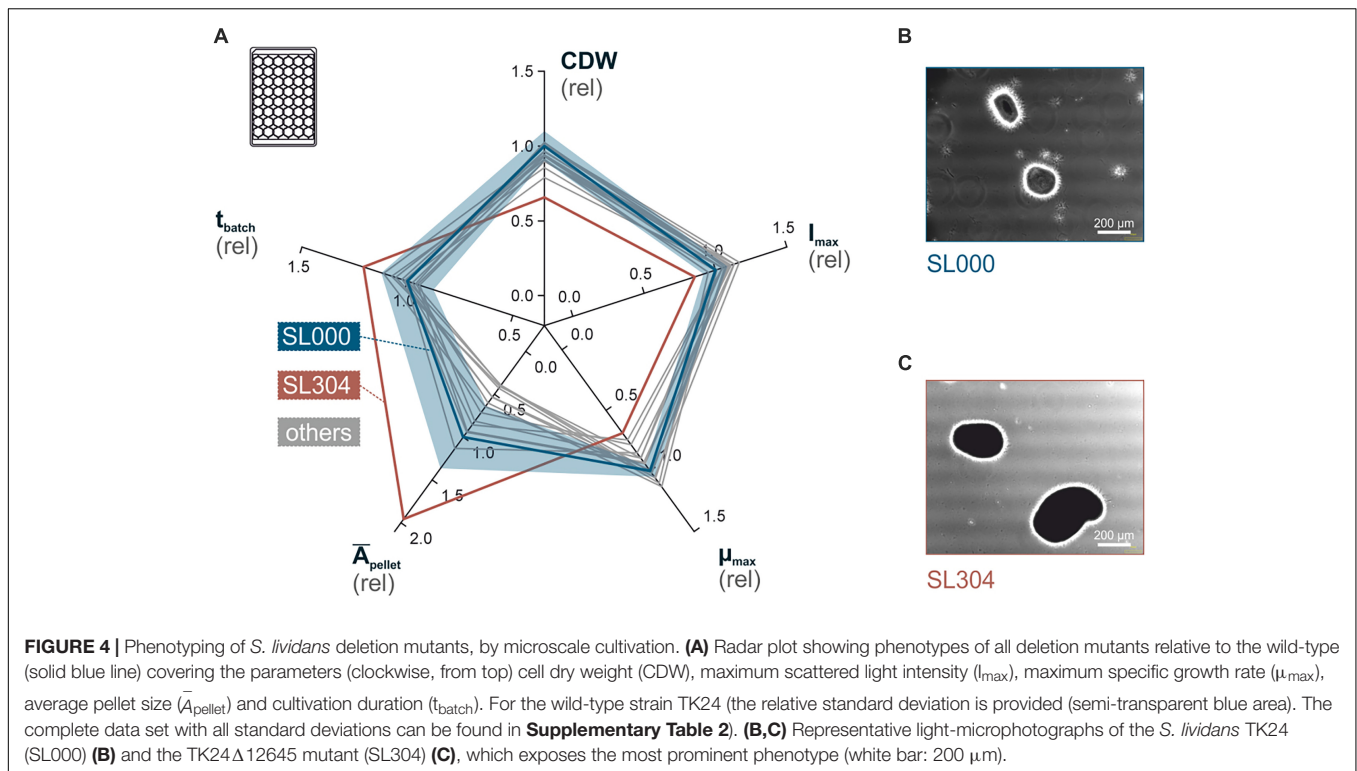 A
CDW
(rel)
1.5
1.0
0.5
0.0
I max
(rel)
1.5
1.0
0.5
0.0
μmax
(rel)
1.5
1.0
0.5
0.0
A̅pellet
(rel)
2.0
1.5
1.0
0.5
0.0
tbatch
(rel)
1.5
1.0
0.5
SL000
SL304
others
B
200 μm
SL000
C
200 μm
SL304
FIGURE 4 | Phenotyping of S. lividans deletion mutants, by microscale cultivation. (A) Radar plot showing phenotypes of all deletion mutants relative to the wild-type
(solid blue line) covering the parameters (clockwise, from top) cell dry weight (CDW), maximum scattered light intensity (Imax), maximum specific growth rate (μmax),
average pellet size (A̅pellet) and cultivation duration (tbatch). For the wild-type strain TK24 (the relative standard deviation is provided (semi-transparent blue area). The
complete data set with all standard deviations can be found in Supplementary Table 2). (B,C) Representative light-microphotographs of the S. lividans TK24
(SL000) (B) and the TK24Δ12645 mutant (SL304) (C), which exposes the most prominent phenotype (white bar: 200 μm).